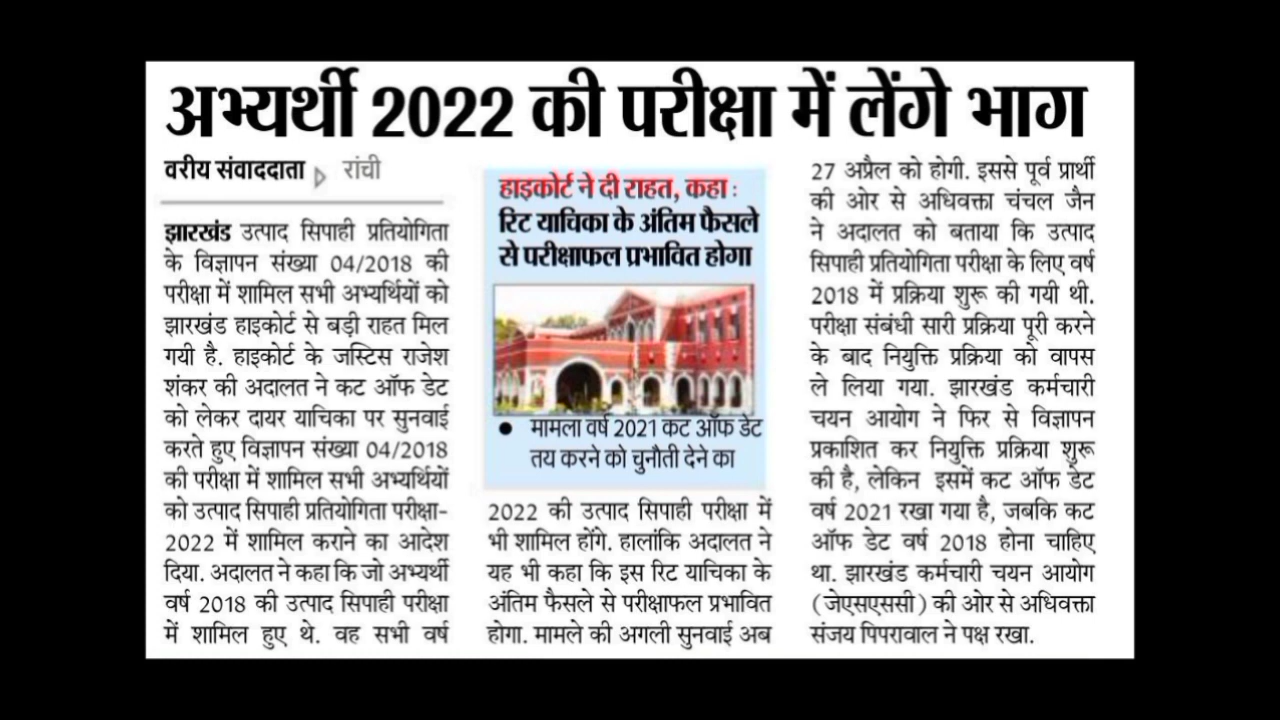 अभ्यर्थी 2022 की परीक्षा में लेंगे भाग
वरीय संवाददाता ▷ रांची
झारखंड उत्पाद सिपाही प्रतियोगिता
के विज्ञापन संख्या 04/2018 की
परीक्षा में शामिल सभी अभ्यर्थियों को
झारखंड हाइकोर्ट से बड़ी राहत मिल
गयी है. हाइकोर्ट के जस्टिस राजेश
शंकर की अदालत ने कट ऑफ डेट
को लेकर दायर याचिका पर सुनवाई
करते हुए विज्ञापन संख्या 04/2018
की परीक्षा में शामिल सभी अभ्यर्थियों
को उत्पाद सिपाही प्रतियोगिता परीक्षा-
2022 में शामिल कराने का आदेश
दिया. अदालत ने कहा कि जो अभ्यर्थी
वर्ष 2018 की उत्पाद सिपाही परीक्षा
में शामिल हुए थे. वह सभी वर्ष
हाइकोर्ट ने दी राहत, कहा :
रिट याचिका के अंतिम फैसले
से परीक्षाफल प्रभावित होगा
● मामला वर्ष 2021 कट ऑफ डेट
तय करने को चुनौती देने का
2022 की उत्पाद सिपाही परीक्षा में
भी शामिल होंगे. हालांकि अदालत ने
यह भी कहा कि इस रिट याचिका के
अंतिम फैसले से परीक्षाफल प्रभावित
होगा. मामले की अगली सुनवाई अब
27 अप्रैल को होगी. इससे पूर्व प्रार्थी
की ओर से अधिवक्ता चंचल जैन
ने अदालत को बताया कि उत्पाद
सिपाही प्रतियोगिता परीक्षा के लिए वर्ष
2018 में प्रक्रिया शुरू की गयी थी.
परीक्षा संबंधी सारी प्रक्रिया पूरी करने
के बाद नियुक्ति प्रक्रिया को वापस
ले लिया गया. झारखंड कर्मचारी
चयन आयोग ने फिर से विज्ञापन
प्रकाशित कर नियुक्ति प्रक्रिया शुरू
की है, लेकिन इसमें कट ऑफ डेट
वर्ष 2021 रखा गया है, जबकि कट
ऑफ डेट वर्ष 2018 होना चाहिए
था. झारखंड कर्मचारी चयन आयोग
(जेएसएससी) की ओर से अधिवक्ता
संजय पिपरावाल ने पक्ष रखा.